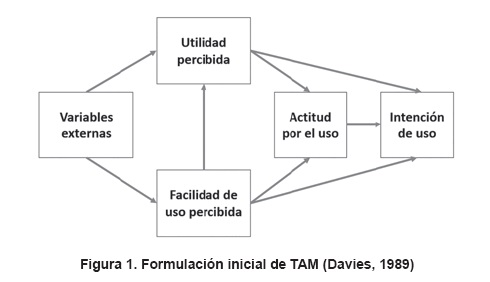 Utilidad
percibida
Variables
externas
Actitud
por el uso
Intención
de uso
Facilidad de
uso percibida
Figura 1. Formulación inicial de TAM (Davies, 1989)